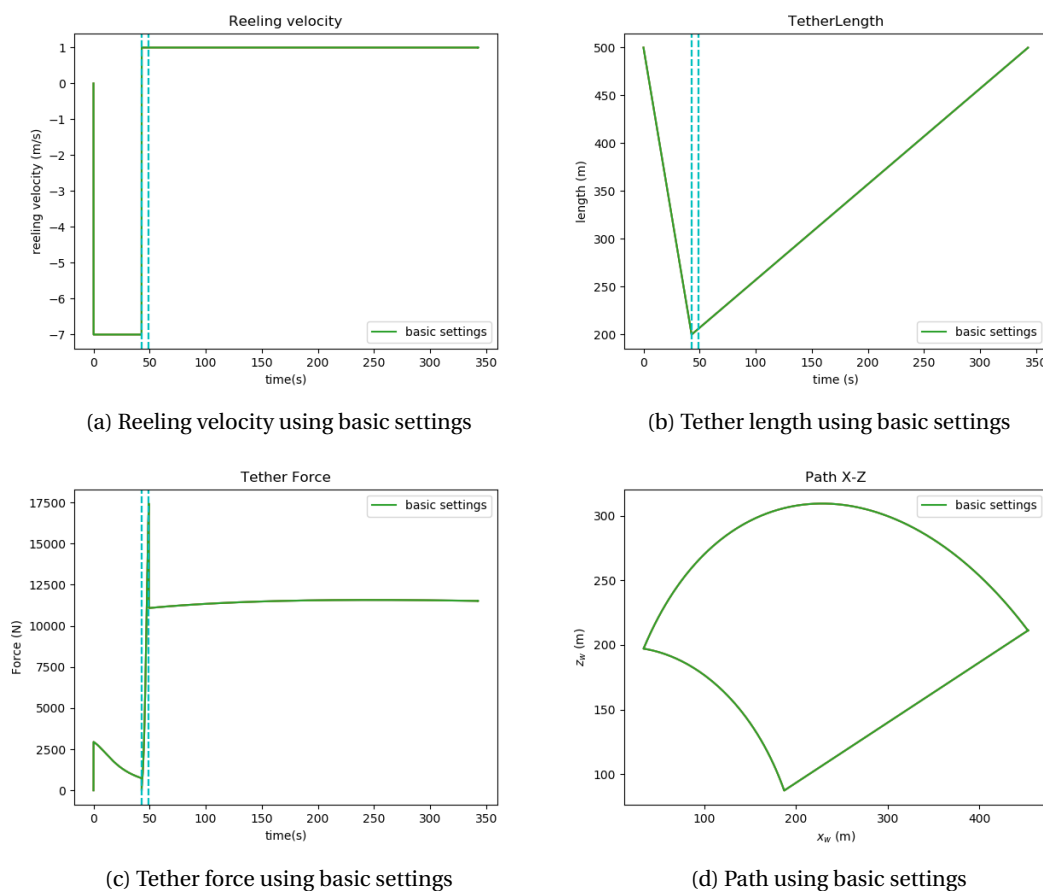 Reeling velocity
1
0
−1
−2
−3
−4
−5
−6
−7
reeling velocity (m/s)
0 50 100 150 200 250 300 350
time(s)
basic settings
(a) Reeling velocity using basic settings
TetherLength
500
450
400
350
300
250
200
length (m)
0 50 100 150 200 250 300 350
time (s)
basic settings
(b) Tether length using basic settings
Tether Force
17500
15000
12500
10000
7500
5000
2500
0
Force (N)
0 50 100 150 200 250 300 350
time(s)
basic settings
(c) Tether force using basic settings
Path X-Z
300
250
200
150
100
z_w (m)
100 200 300 400
x_w (m)
basic settings
(d) Path using basic settings